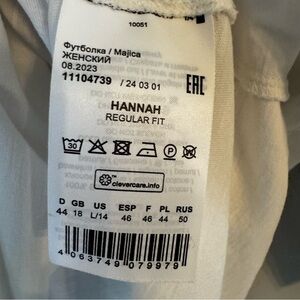 10051
Футболка / Majica
ЖЕНСКИЙ
08.2023
11104739 / 24 03 01
EAC
HANNAH
REGULAR FIT
30
P
W
clevercare.info
D GB US ESP F PL RUS
44 18 L/14 46 46 44 50
4 063749 079979